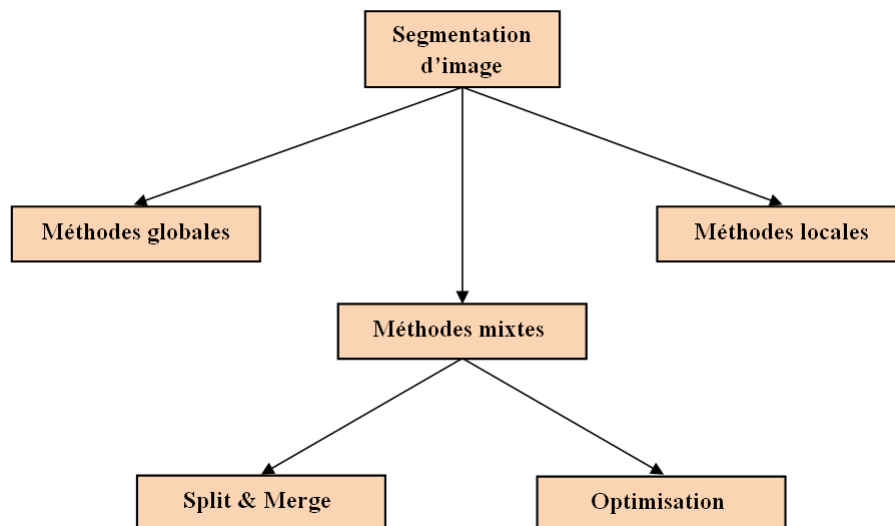 Segmentation
d’image
Méthodes globales
Méthodes locales
Méthodes mixtes
Split & Merge
Optimisation